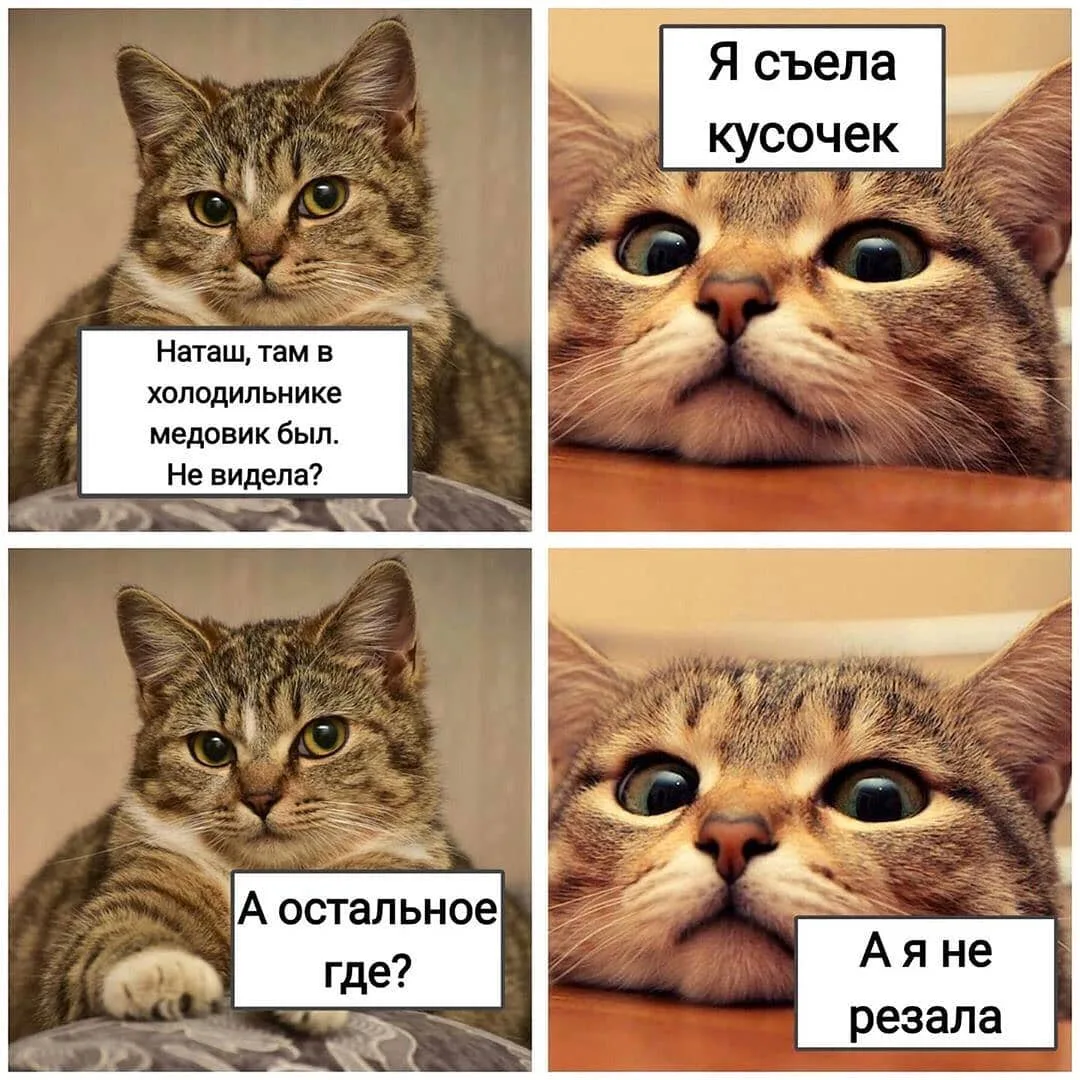 Наташ, там в
холодильнике
медовик был.
Не видела?
Я съела
кусочек
А остальное
где?
А я не
резала